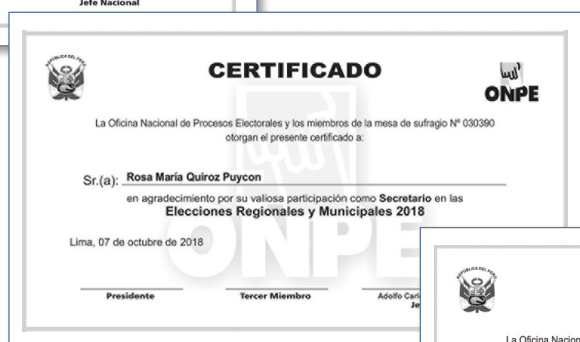 Jefe Nacional
REPÚBLICA DEL PERÚ
CERTIFICADO
ONPE
La Oficina Nacional de Procesos Electorales y los miembros de la mesa de sufragio Nº 030390
otorgan el presente certificado a:
Sr.(a): Rosa María Quiroz Puycon
en agradecimiento por su valiosa participación como Secretario en las
Elecciones Regionales y Municipales 2018
ONPE
Lima, 07 de octubre de 2018
Presidente Tercer Miembro Adolfo
REPÚBLICA DEL PERÚ
La Oficina